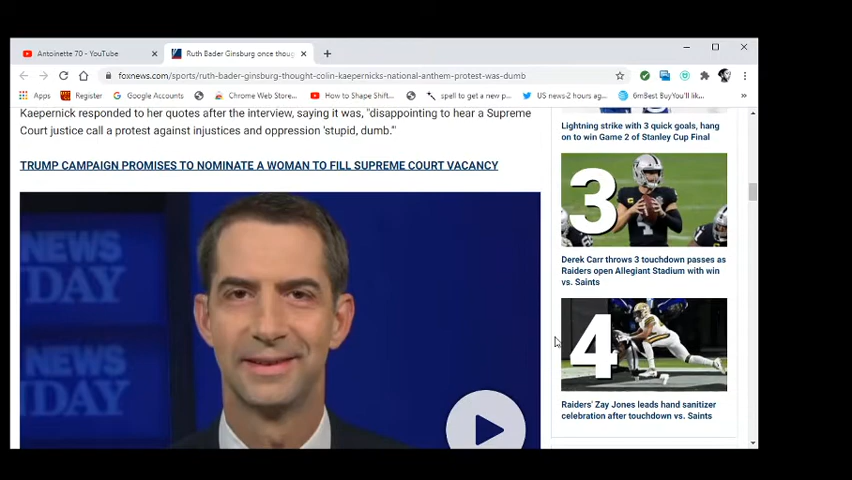 Antoinette 70 - YouTube
Ruth Bader Ginsburg once thoug
foxnews.com/sports/ruth-bader-ginsburg-thought-colin-kaepernicks-national-anthem-protest-was-dumb
Apps Register Google Accounts Chrome Web Store... How to Shape Shift... spell to get a new p... US news-2 hours ag... 6mBest BuyYou'll like...
Kaepernick responded to her quotes after the interview, saying it was, "disappointing to hear a Supreme
Court justice call a protest against injustices and oppression 'stupid, dumb.'"
TRUMP CAMPAIGN PROMISES TO NOMINATE A WOMAN TO FILL SUPREME COURT VACANCY
NEWS
DAY
NEWS
DAY
Lightning strike with 3 quick goals, hang
on to win Game 2 of Stanley Cup Final
3
Derek Carr throws 3 touchdown passes as
Raiders open Allegiant Stadium with win
vs. Saints
4
Raiders' Zay Jones leads hand sanitizer
celebration after touchdown vs. Saints